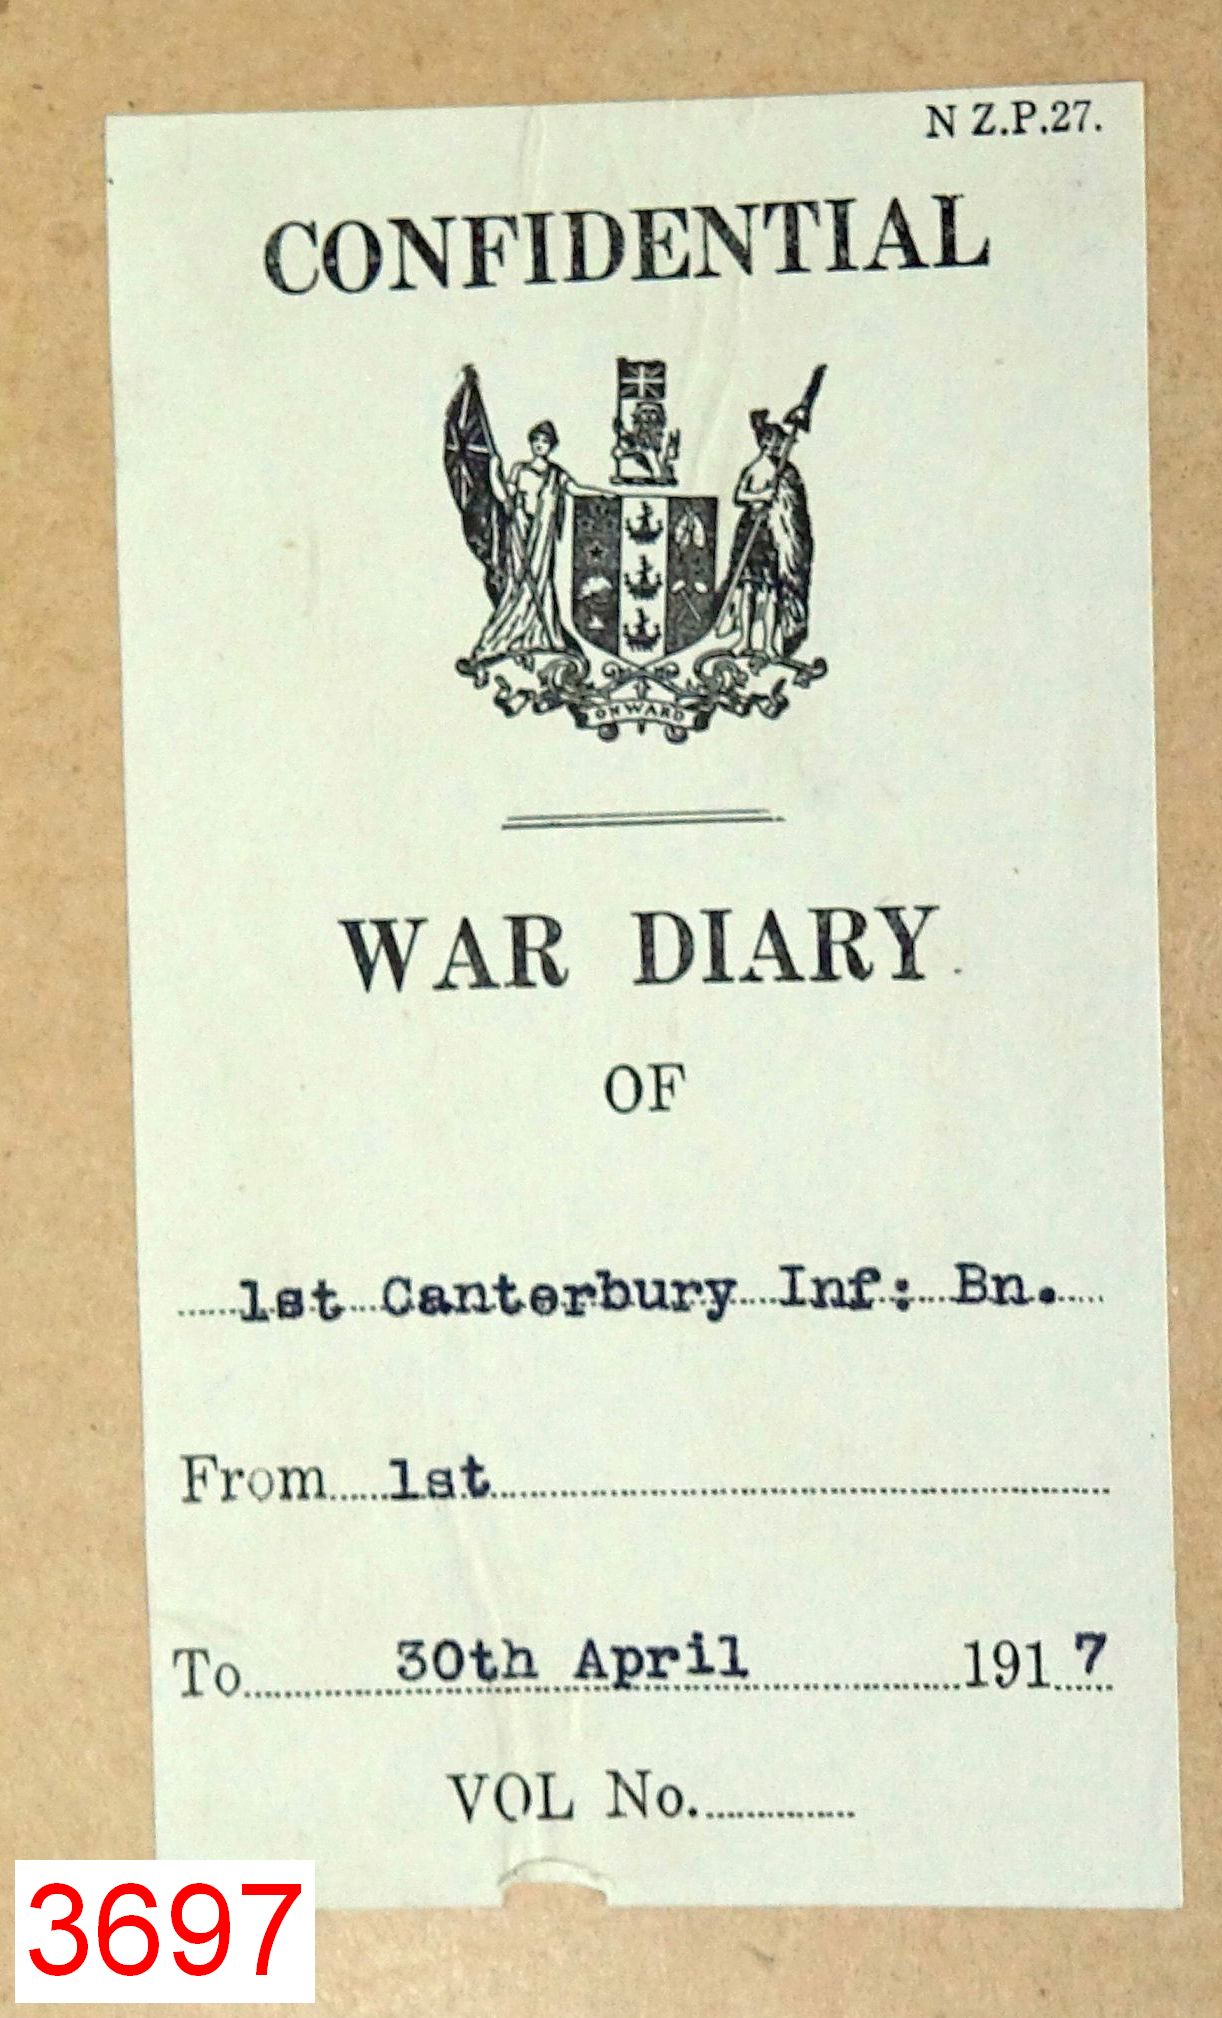 N Z.P.27.
CONFIDENTIAL
ONWARD
WAR DIARY.
OF
1st Canterbury Inf: Bn.
From 1st
To 30th April 1917
VOL No.
3697